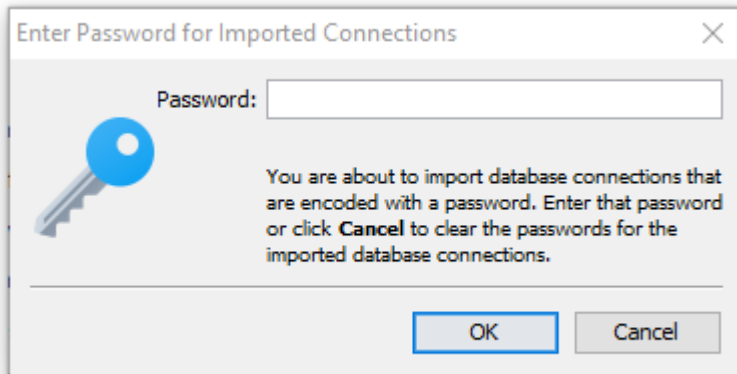 Enter Password for Imported Connections
Password:
You are about to import database connections that
are encoded with a password. Enter that password
or click Cancel to clear the passwords for the
imported database connections.
OK
Cancel